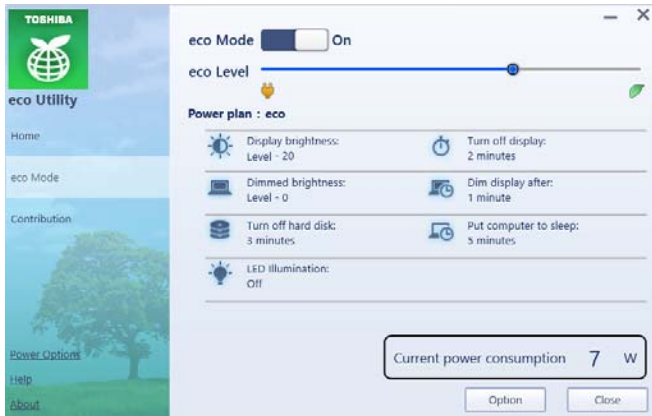 TOSHIBA
eco Utility
Home
eco Mode
Contribution
Power Options
Help
About
eco Mode On
eco Level
Power plan : eco
Display brightness:
Level - 20
Turn off display:
2 minutes
Dimmed brightness:
Level - 0
Dim display after:
1 minute
Turn off hard disk:
3 minutes
Put computer to sleep:
5 minutes
LED Illumination:
Off
Current power consumption 7 W
Option
Close